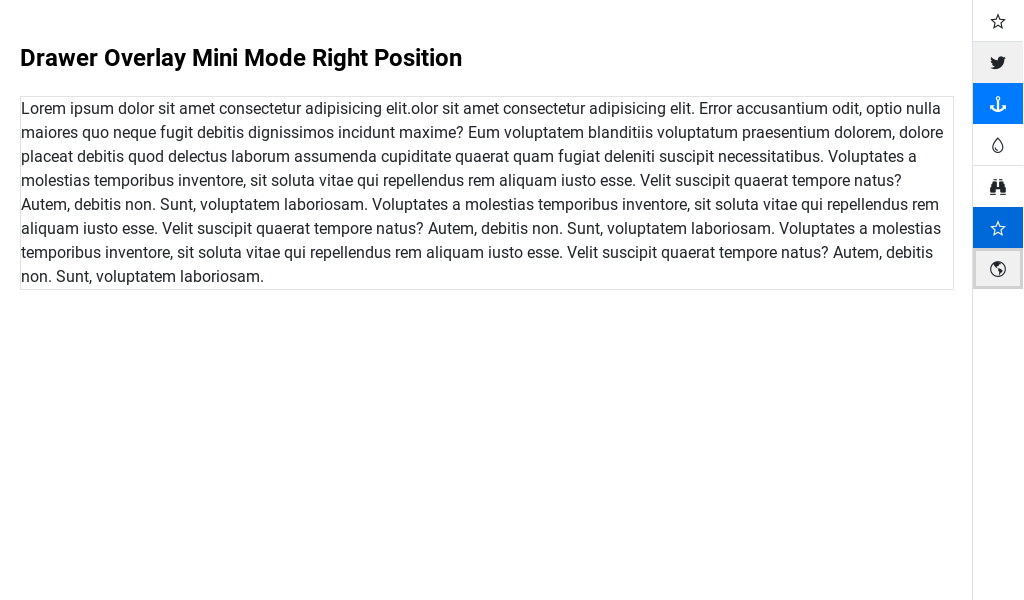 Drawer Overlay Mini Mode Right Position
Lorem ipsum dolor sit amet consectetur adipisicing elit.olor sit amet consectetur adipisicing elit. Error accusantium odit, optio nulla
maiores quo neque fugit debitis dignissimos incidunt maxime? Eum voluptatem blanditiis voluptatum praesentium dolorem, dolore
placeat debitis quod delectus laborum assumenda cupiditate quaerat quam fugiat deleniti suscipit necessitatibus. Voluptates a
molestias temporibus inventore, sit soluta vitae qui repellendus rem aliquam iusto esse. Velit suscipit quaerat tempore natus?
Autem, debitis non. Sunt, voluptatem laboriosam. Voluptates a molestias temporibus inventore, sit soluta vitae qui repellendus rem
aliquam iusto esse. Velit suscipit quaerat tempore natus? Autem, debitis non. Sunt, voluptatem laboriosam. Voluptates a molestias
temporibus inventore, sit soluta vitae qui repellendus rem aliquam iusto esse. Velit suscipit quaerat tempore natus? Autem, debitis
non. Sunt, voluptatem laboriosam.